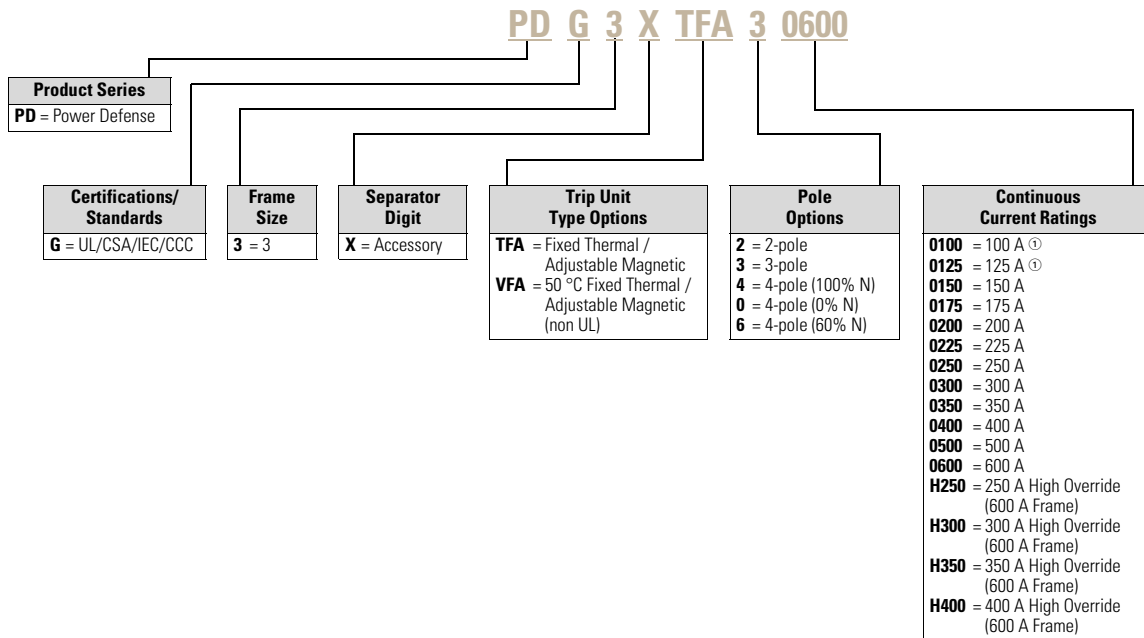 PD G 3 X TFA 3 0600
Product Series
PD = Power Defense
Certifications/
Standards
G = UL/CSA/IEC/CCC
Frame
Size
3 = 3
Separator
Digit
X = Accessory
Trip Unit
Type Options
TFA = Fixed Thermal /
Adjustable Magnetic
VFA = 50 °C Fixed Thermal /
Adjustable Magnetic
(non UL)
Pole
Options
2 = 2-pole
3 = 3-pole
4 = 4-pole (100% N)
0 = 4-pole (0% N)
6 = 4-pole (60% N)
Continuous
Current Ratings
0100 = 100 A ①
0125 = 125 A ①
0150 = 150 A
0175 = 175 A
0200 = 200 A
0225 = 225 A
0250 = 250 A
0300 = 300 A
0350 = 350 A
0400 = 400 A
0500 = 500 A
0600 = 600 A
H250 = 250 A High Override
(600 A Frame)
H300 = 300 A High Override
(600 A Frame)
H350 = 350 A High Override
(600 A Frame)
H400 = 400 A High Override
(600 A Frame)